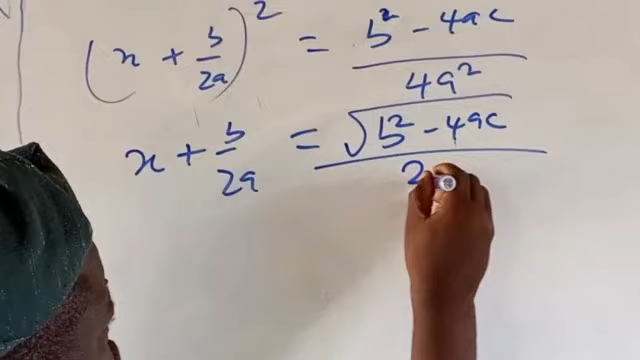 (x + b/2a)² = b² - 4ac / 4a²
x + b/2a = √b² - 4ac / 2